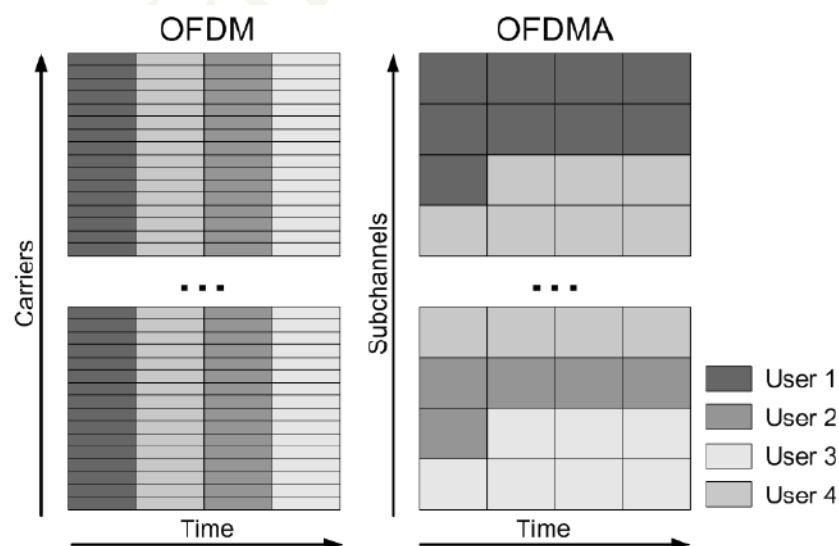 OFDM
OFDMA
Carriers
Subchannels
...
...
User 1
User 2
User 3
User 4
Time
Time